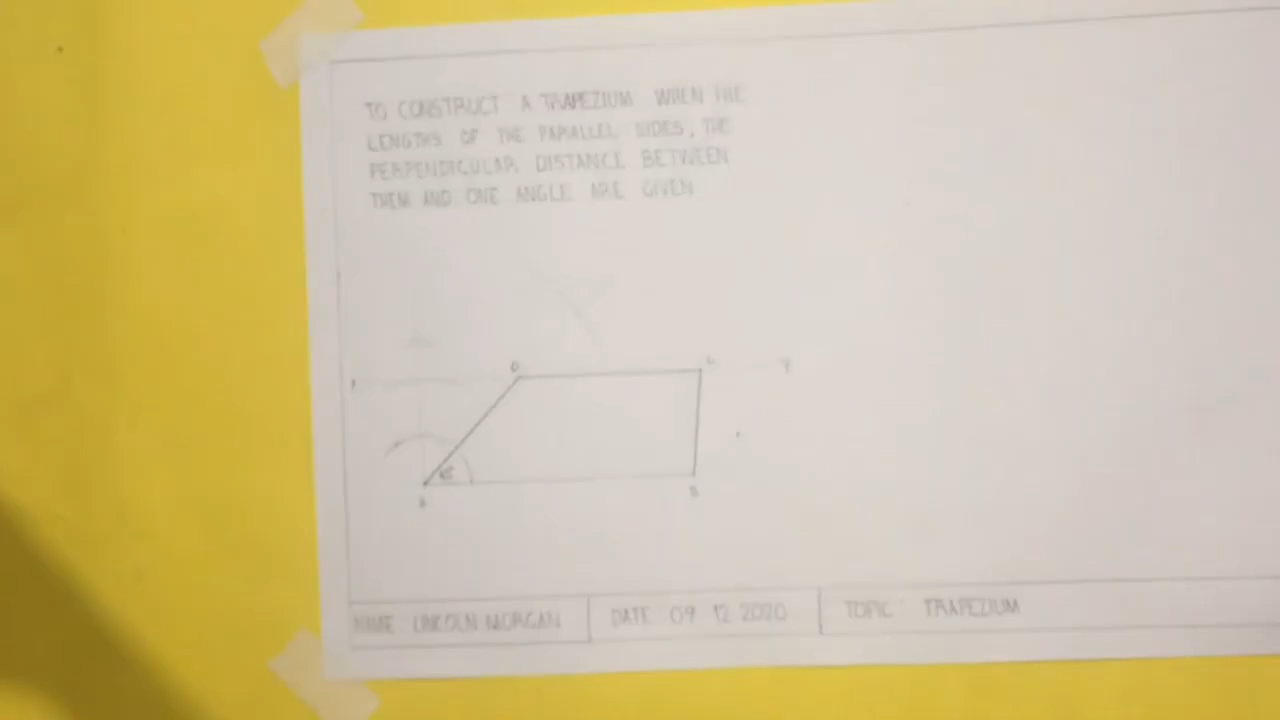 TO CONSTRUCT A TRAPEZIUM WHEN THE
LENGTHS OF THE PARALLEL SIDES, THE
PERPENDICULAR DISTANCE BETWEEN
THEM AND ONE ANGLE ARE GIVEN
D C Y
45°
A B
NAME LINCOLN MORGAN DATE 09 12 2020 TOPIC TRAPEZIUM